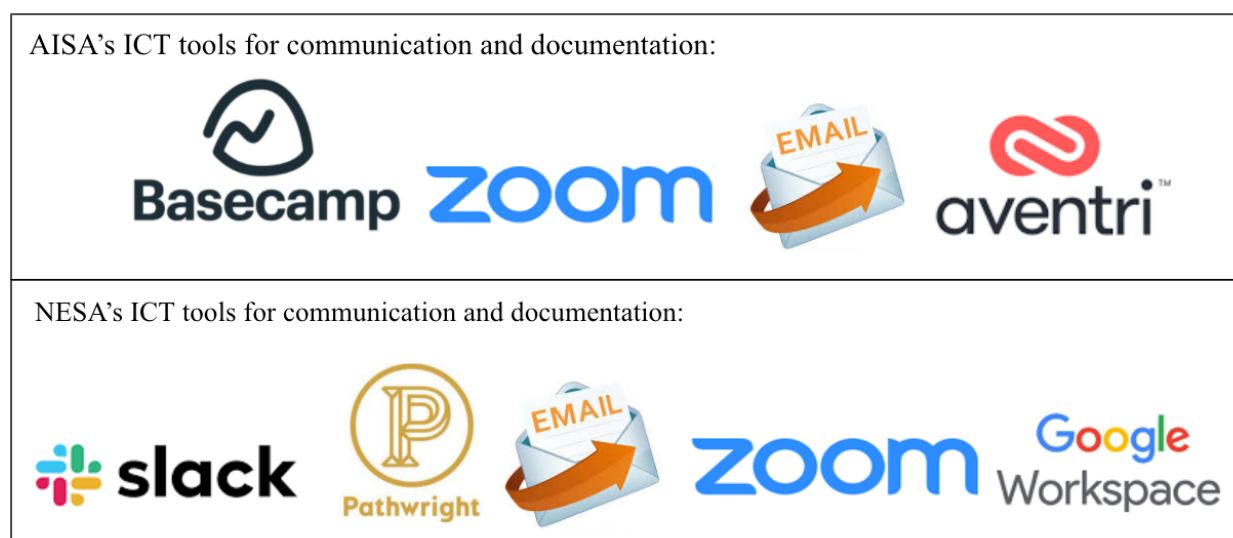 AISA’s ICT tools for communication and documentation:
Basecamp
zoom
EMAIL
aventri™
NESA’s ICT tools for communication and documentation:
slack
P
Pathwright
EMAIL
zoom
Google
Workspace